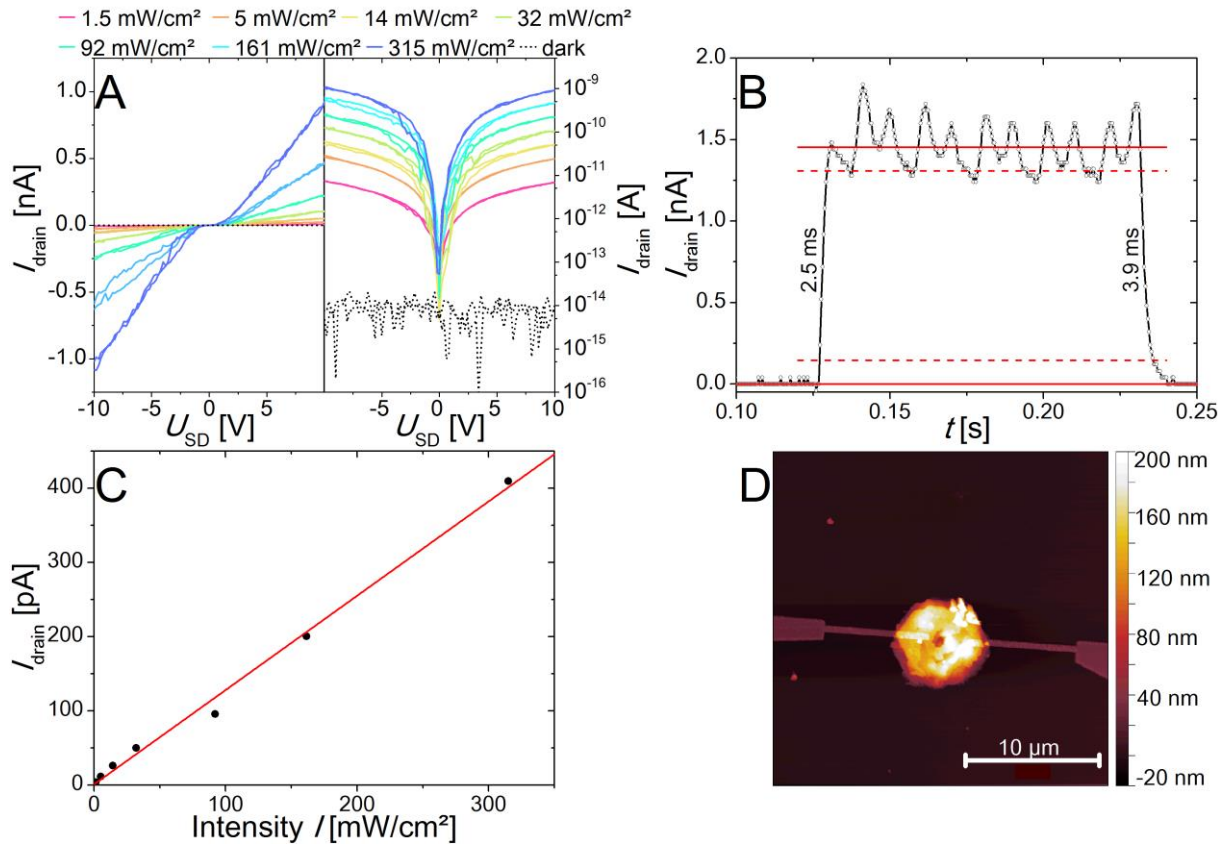 1.5 mW/cm² 5 mW/cm² 14 mW/cm² 32 mW/cm²
92 mW/cm² 161 mW/cm² 315 mW/cm² dark
A
1.0
0.5
0.0
-0.5
-1.0
I_drain [nA]
-10 -5 0 5
U_SD [V]
10⁻⁹
10⁻¹⁰
10⁻¹¹
10⁻¹²
10⁻¹³
10⁻¹⁴
10⁻¹⁵
10⁻¹⁶
I_drain [A]
-5 0 5 10
U_SD [V]
B
2.0
1.5
1.0
0.5
0.0
I_drain [nA]
2.5 ms
3.9 ms
0.10 0.15 0.20 0.25
t [s]
C
400
300
200
100
0
I_drain [pA]
0 100 200 300
Intensity I [mW/cm²]
D
10 µm
200 nm
160 nm
120 nm
80 nm
40 nm
-20 nm